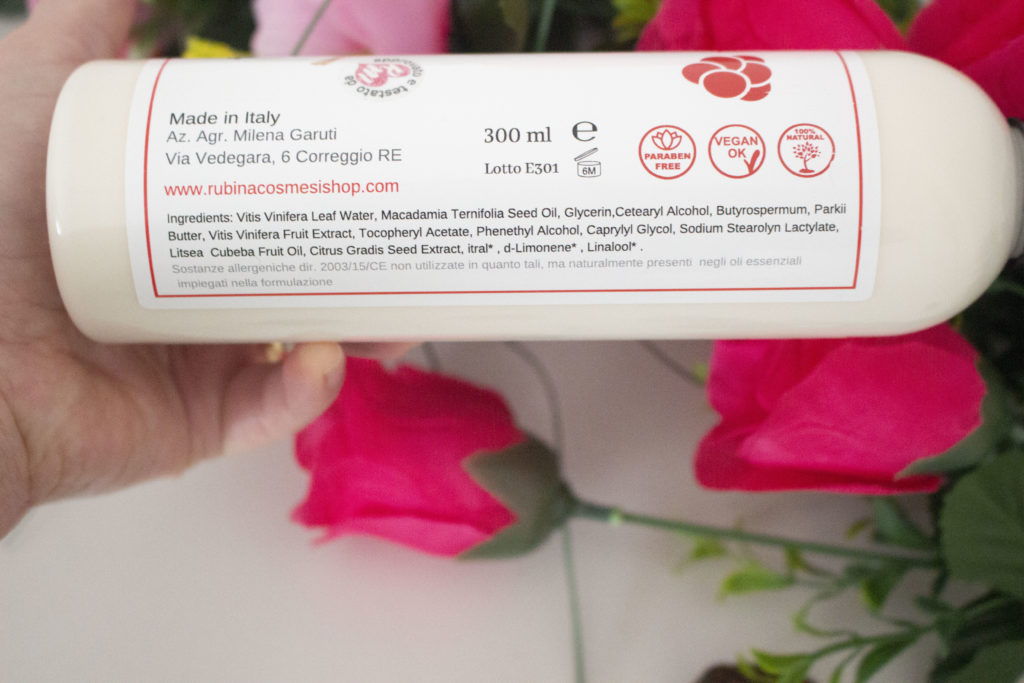 e testato da
Made in Italy
Az. Agr. Milena Garuti
Via Vedegara, 6 Correggio RE
www.rubinacosmesishop.com
300 ml e
Lotto E301
6M
PARABEN
FREE
VEGAN
OK
100%
NATURAL
Ingredients: Vitis Vinifera Leaf Water, Macadamia Ternifolia Seed Oil, Glycerin,Cetearyl Alcohol, Butyrospermum, Parkii
Butter, Vitis Vinifera Fruit Extract, Tocopheryl Acetate, Phenethyl Alcohol, Caprylyl Glycol, Sodium Stearolyn Lactylate,
Litsea Cubeba Fruit Oil, Citrus Gradis Seed Extract, itral* , d-Limonene* , Linalool* .
Sostanze allergeniche dir. 2003/15/CE non utilizzate in quanto tali, ma naturalmente presenti negli oli essenziali
impiegati nella formulazione